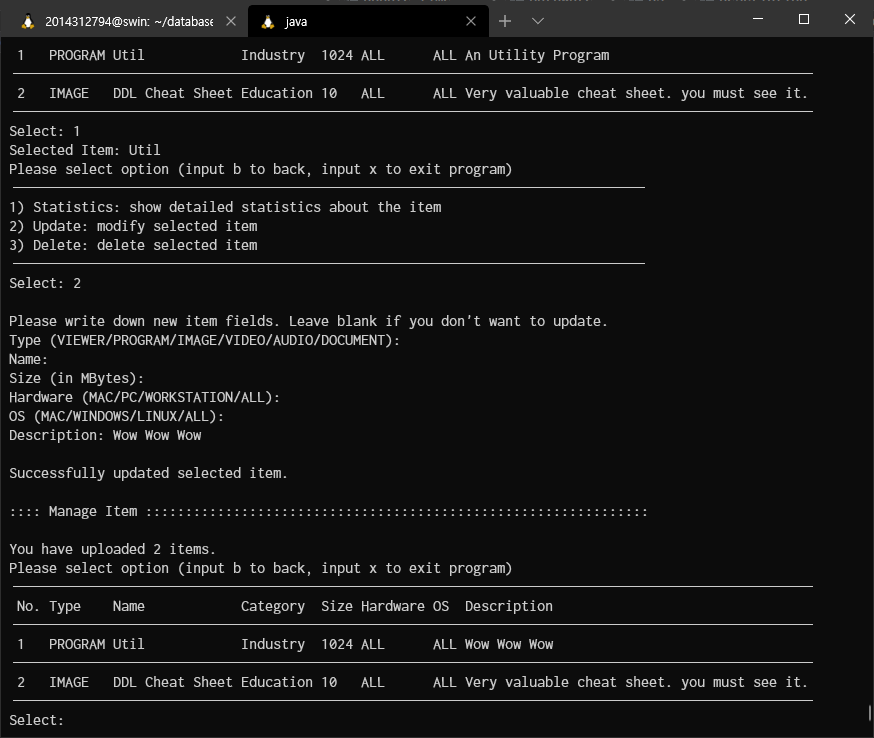 2014312794@swin: ~/database
java
1 PROGRAM Util Industry 1024 ALL ALL An Utility Program
2 IMAGE DDL Cheat Sheet Education 10 ALL ALL Very valuable cheat sheet. you must see it.
Select: 1
Selected Item: Util
Please select option (input b to back, input x to exit program)
1) Statistics: show detailed statistics about the item
2) Update: modify selected item
3) Delete: delete selected item
Select: 2
Please write down new item fields. Leave blank if you don't want to update.
Type (VIEWER/PROGRAM/IMAGE/VIDEO/AUDIO/DOCUMENT):
Name:
Size (in MBytes):
Hardware (MAC/PC/WORKSTATION/ALL):
OS (MAC/WINDOWS/LINUX/ALL):
Description: Wow Wow Wow
Successfully updated selected item.
:::: Manage Item :::::::::::::::::::::::::::::::::::::::::::::::::::::::::::::::
You have uploaded 2 items.
Please select option (input b to back, input x to exit program)
No. Type Name Category Size Hardware OS Description
1 PROGRAM Util Industry 1024 ALL ALL Wow Wow Wow
2 IMAGE DDL Cheat Sheet Education 10 ALL ALL Very valuable cheat sheet. you must see it.
Select: